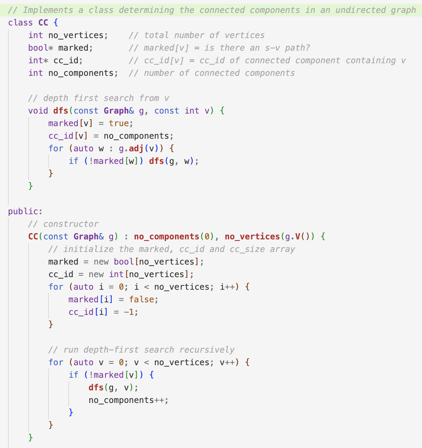 // Implements a class determining the connected components in an undirected graph
class CC {
    int no_vertices;    // total number of vertices
    bool* marked;       // marked[v] = is there an s−v path?
    int* cc_id;         // cc_id[v] = cc_id of connected component containing v
    int no_components;  // number of connected components

    // depth first search from v
    void dfs(const Graph& g, const int v) {
        marked[v] = true;
        cc_id[v] = no_components;
        for (auto w : g.adj(v)) {
            if (!marked[w]) dfs(g, w);
        }
    }

public:
    // constructor
    CC(const Graph& g) : no_components(0), no_vertices(g.V()) {
        // initialize the marked, cc_id and cc_size array
        marked = new bool[no_vertices];
        cc_id = new int[no_vertices];
        for (auto i = 0; i < no_vertices; i++) {
            marked[i] = false;
            cc_id[i] = −1;
        }

        // run depth−first search recursively
        for (auto v = 0; v < no_vertices; v++) {
            if (!marked[v]) {
                dfs(g, v);
                no_components++;
            }
        }
    }